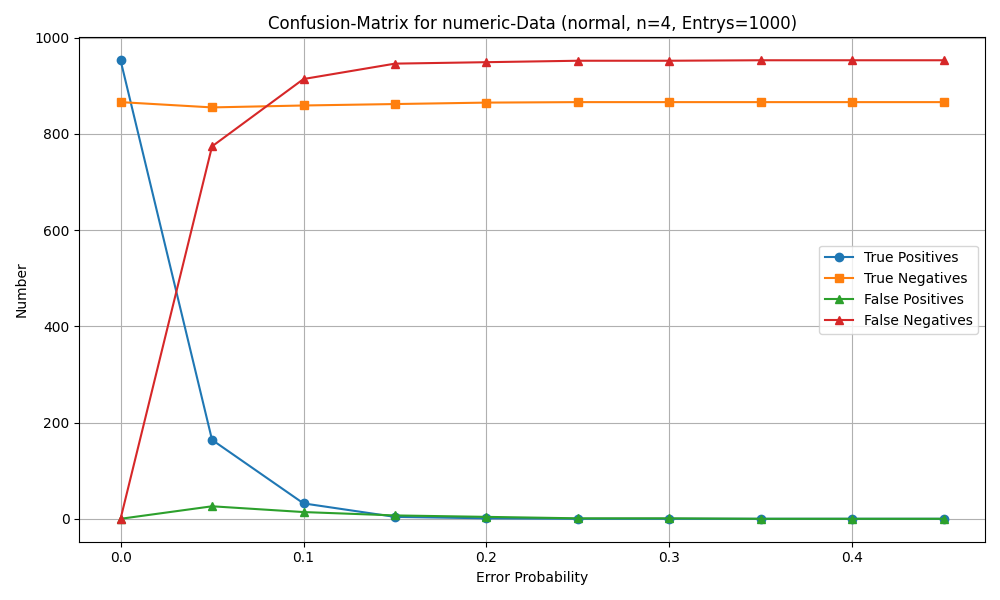 Confusion-Matrix for numeric-Data (normal, n=4, Entrys=1000)
1000
800
600
400
200
0
Number
True Positives
True Negatives
False Positives
False Negatives
0.0 0.1 0.2 0.3 0.4
Error Probability